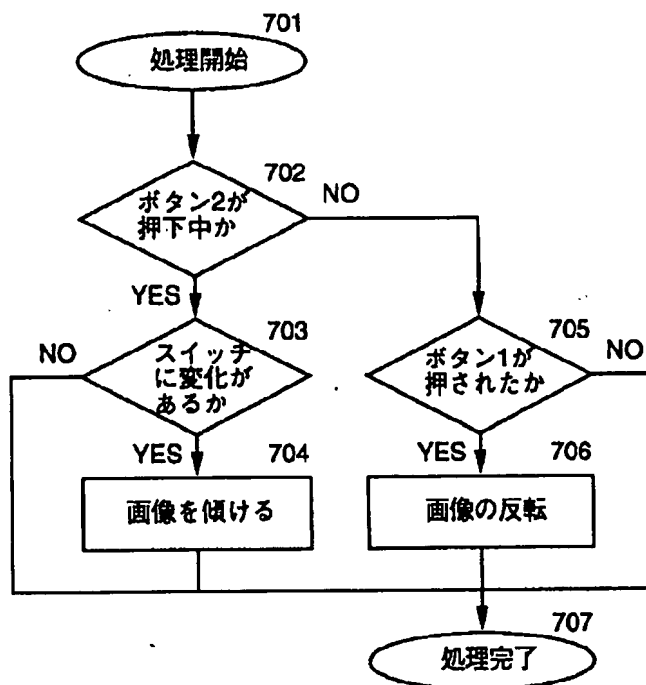 701
処理開始
702
ボタン2が
押下中か
NO
YES
703
スイッチ
に変化が
あるか
NO
YES
704
画像を傾ける
705
ボタン1が
押されたか
NO
YES
706
画像の反転
707
処理完了